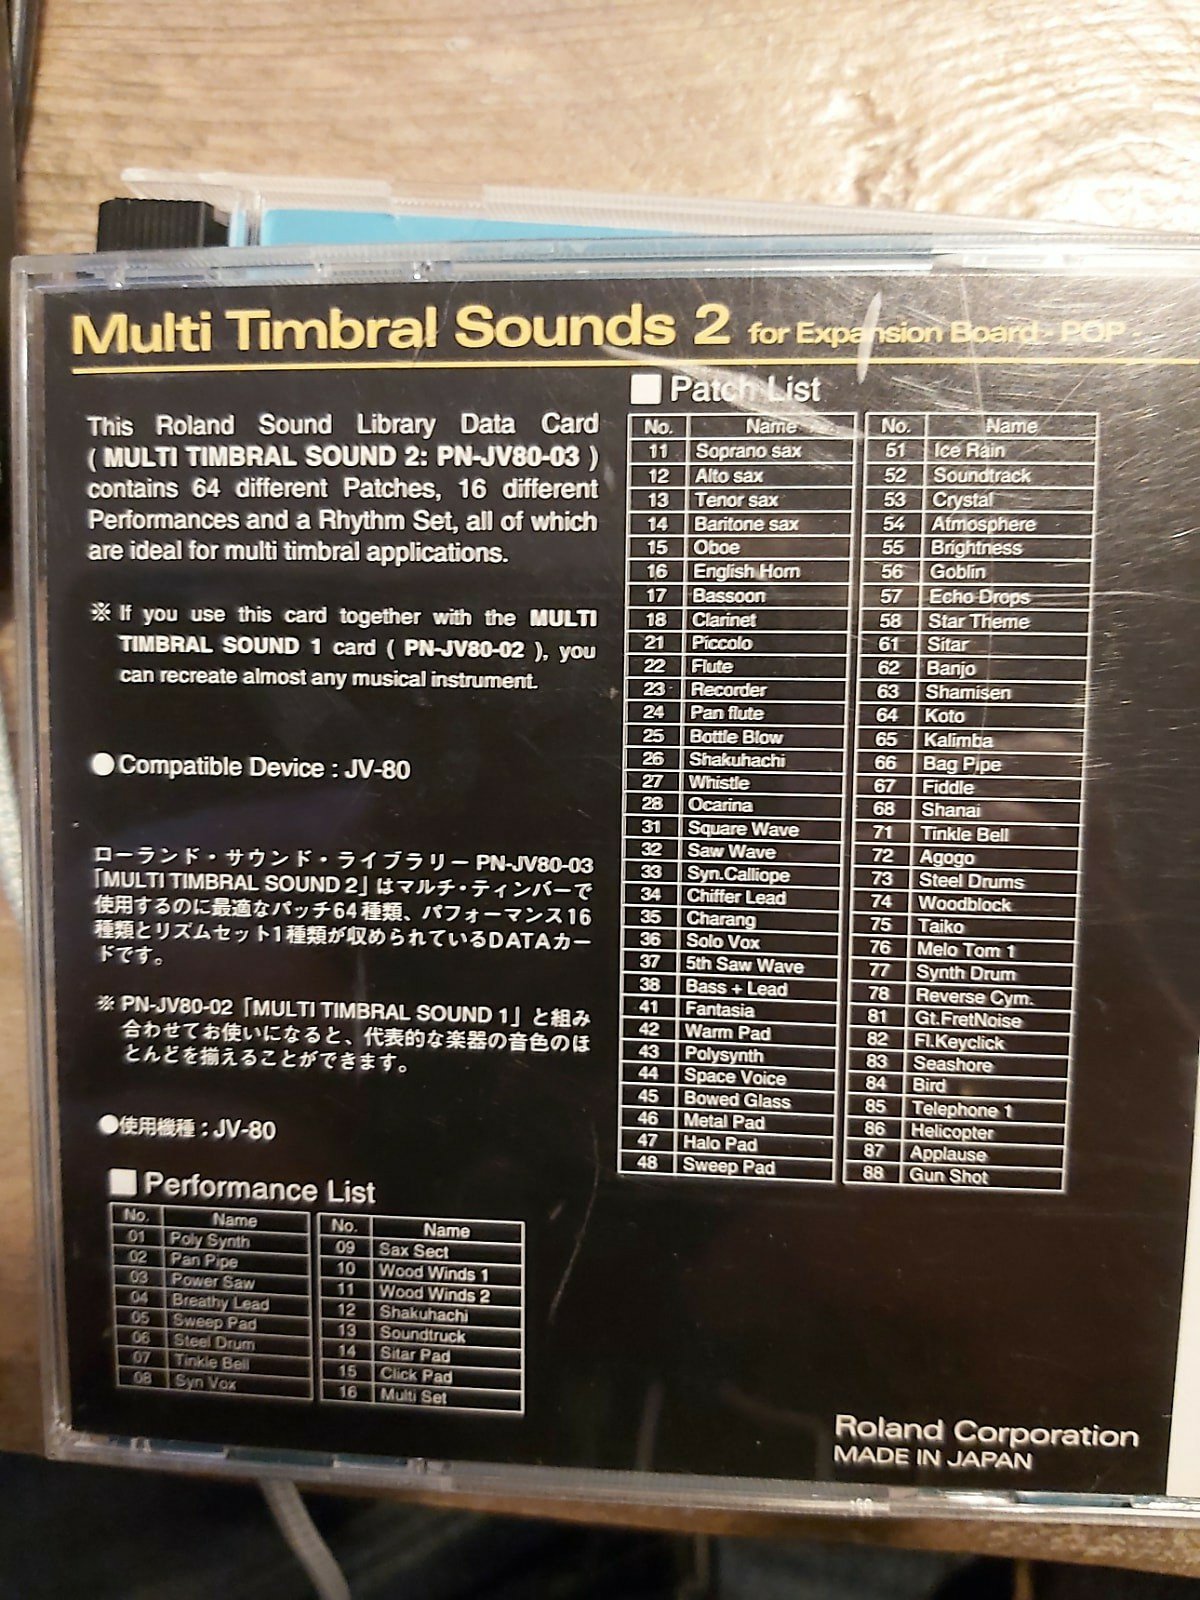 Multi Timbral Sounds 2 for Expansion Board - POP -
This Roland Sound Library Data Card
( MULTI TIMBRAL SOUND 2: PN-JV80-03 )
contains 64 different Patches, 16 different
Performances and a Rhythm Set, all of which
are ideal for multi timbral applications.
※ If you use this card together with the MULTI
TIMBRAL SOUND 1 card ( PN-JV80-02 ), you
can recreate almost any musical instrument.
●Compatible Device : JV-80
ローランド・サウンド・ライブラリー PN-JV80-03
「MULTI TIMBRAL SOUND 2」はマルチ・ティンバーで
使用するのに最適なパッチ64種類、パフォーマンス16
種類とリズムセット1種類が収められているDATAカー
ドです。
※ PN-JV80-02「MULTI TIMBRAL SOUND 1」と組み
合わせてお使いになると、代表的な楽器の音色のほ
とんどを揃えることができます。
●使用機種 : JV-80
■ Performance List
No. Name
01 Poly Synth
02 Pan Pipe
03 Power Saw
04 Breathy Lead
05 Sweep Pad
06 Steel Drum
07 Tinkle Bell
08 Syn Vox
No. Name
09 Sax Sect
10 Wood Winds 1
11 Wood Winds 2
12 Shakuhachi
13 Soundtruck
14 Sitar Pad
15 Click Pad
16 Multi Set
■ Patch List
No. Name
11 Soprano sax
12 Alto sax
13 Tenor sax
14 Baritone sax
15 Oboe
16 English Horn
17 Bassoon
18 Clarinet
21 Piccolo
22 Flute
23 Recorder
24 Pan flute
25 Bottle Blow
26 Shakuhachi
27 Whistle
28 Ocarina
31 Square Wave
32 Saw Wave
33 Syn.Calliope
34 Chiffer Lead
35 Charang
36 Solo Vox
37 5th Saw Wave
38 Bass + Lead
41 Fantasia
42 Warm Pad
43 Polysynth
44 Space Voice
45 Bowed Glass
46 Metal Pad
47 Halo Pad
48 Sweep Pad
No. Name
51 Ice Rain
52 Soundtrack
53 Crystal
54 Atmosphere
55 Brightness
56 Goblin
57 Echo Drops
58 Star Theme
61 Sitar
62 Banjo
63 Shamisen
64 Koto
65 Kalimba
66 Bag Pipe
67 Fiddle
68 Shanai
71 Tinkle Bell
72 Agogo
73 Steel Drums
74 Woodblock
75 Taiko
76 Melo Tom 1
77 Synth Drum
78 Reverse Cym.
81 Gt.FretNoise
82 Fl.Keyclick
83 Seashore
84 Bird
85 Telephone 1
86 Helicopter
87 Applause
88 Gun Shot
Roland Corporation
MADE IN JAPAN